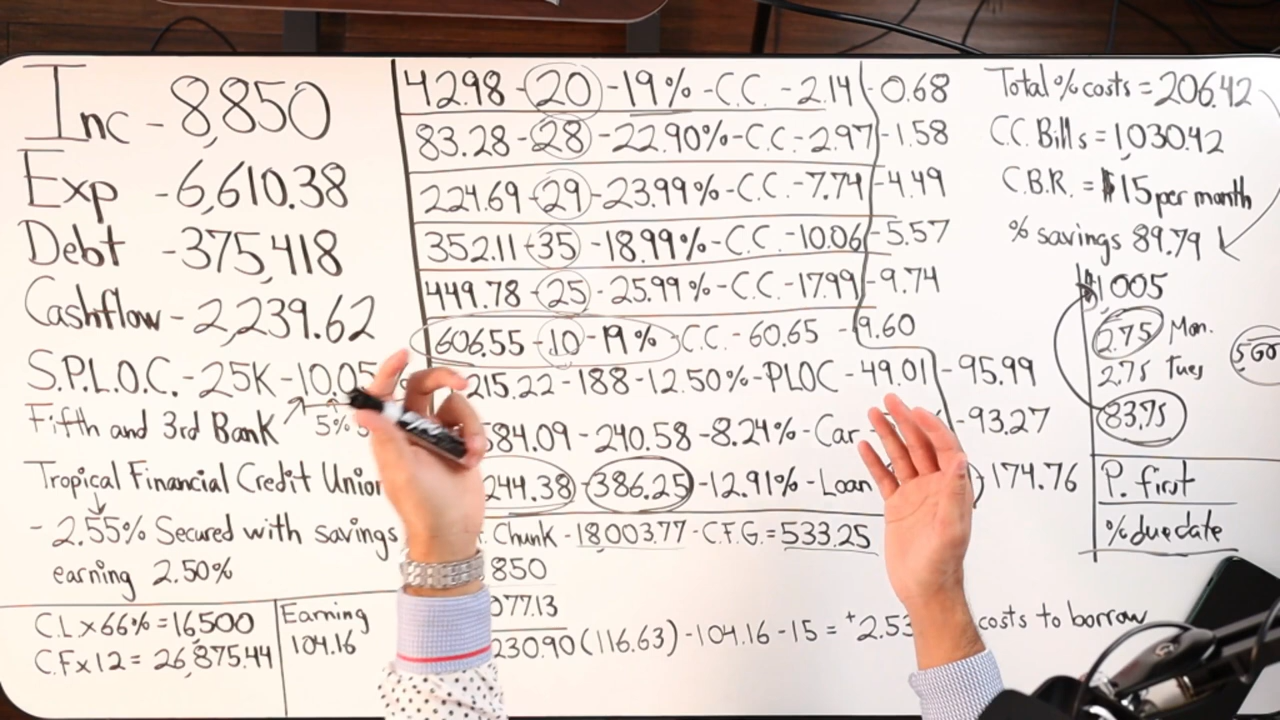 Inc - 8,850
Exp - 6,610.38
Debt - 375,418
Cashflow - 2,239.62
S.P.L.O.C. - 25K - 10.05
Fifth and 3rd Bank 5%
Tropical Financial Credit Union
- 2.55% Secured with savings
earning 2.50%
C.L x 66% = 16,500
C.F x 12 = 26,875.44
Earning
104.16
42.98 - 20 - 19% - C.C. - 2.14 - 0.68
83.28 - 28 - 22.90% - C.C. - 2.97 - 1.58
224.69 - 29 - 23.99% - C.C. - 7.74 - 4.49
352.11 - 35 - 18.99% - C.C. - 10.06 - 5.57
449.78 - 25 - 25.99% - C.C. - 17.99 - 9.74
606.55 - 10 - 19% - C.C. - 60.65 - 9.60
215.22 - 188 - 12.50% - PLOC - 49.01 - 95.99
584.09 - 240.58 - 8.24% - Car - 93.27
244.38 - 386.25 - 12.91% - Loan 174.76
Chunk - 18,003.77 - C.F.G. = 533.25
850
077.13
230.90 (116.63) - 104.16 - 15 = +2.53 costs to borrow
Total % costs = 206.42
C.C. Bills = 1,030.42
C.B.R. = $15 per month
% savings 89.79
$1005
2.75 Mon.
2.75 Tues
83.75
500
P. first
% due date